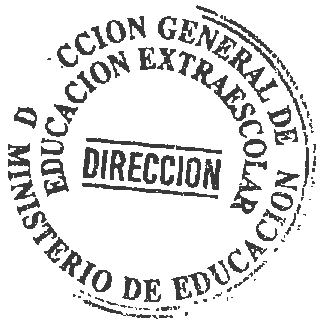 D CCION GENERAL DE
EDUCACION EXTRAESCOLAR
DIRECCION
MINISTERIO DE EDUCACION